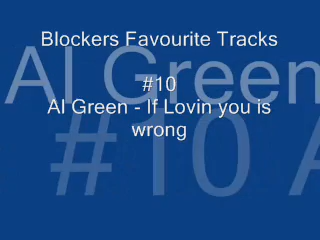 Blockers Favourite Tracks
Al Green
#10
Al Green - If Lovin you is
wrong
#10 A